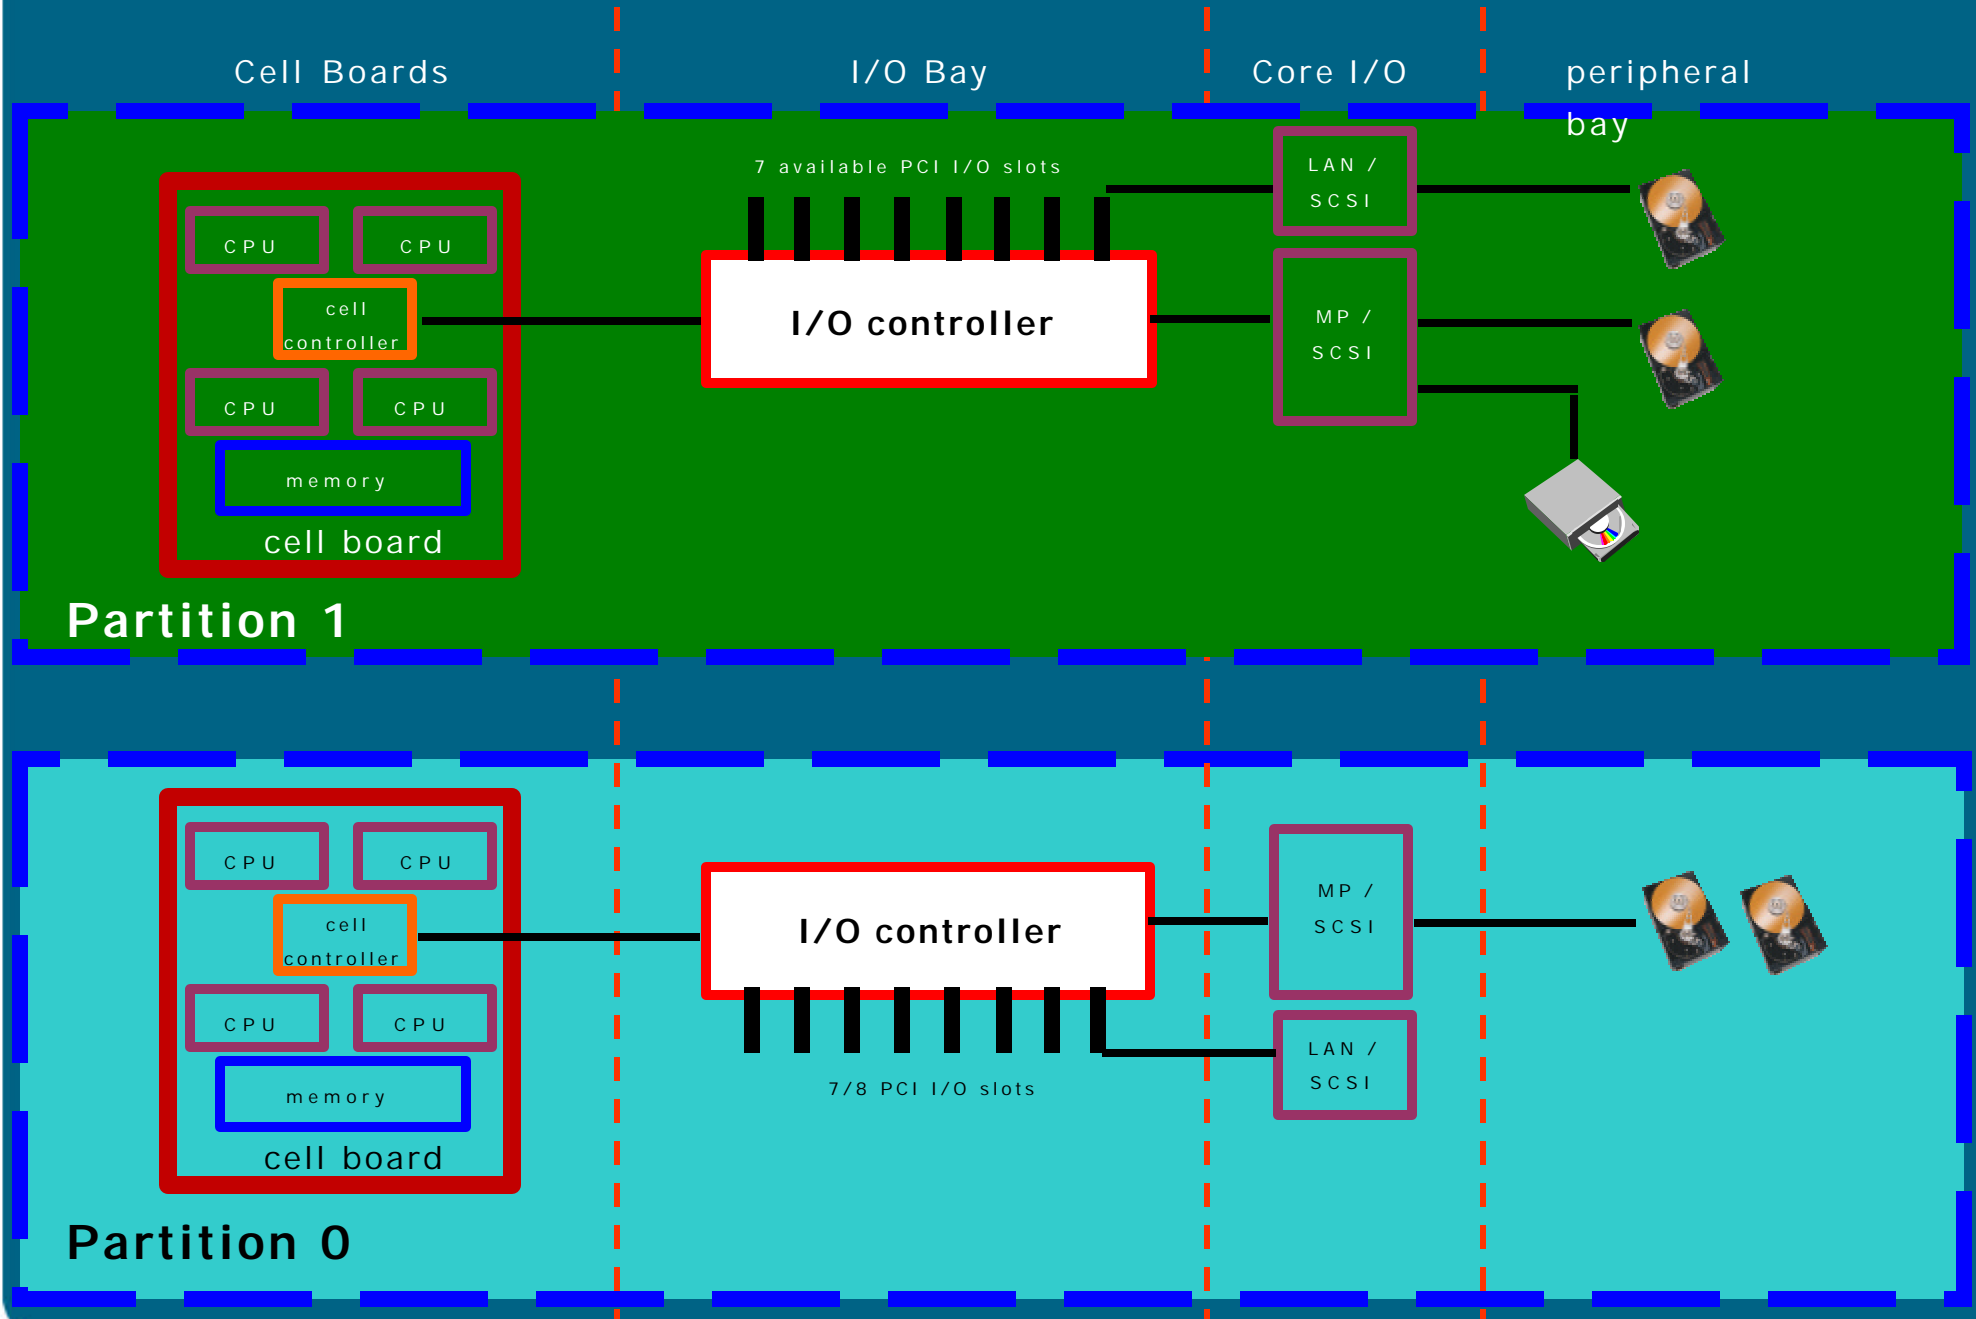 Cell Boards
I/O Bay
Core I/O
peripheral
bay
7 available PCI I/O slots
LAN /
SCSI
CPU
CPU
cell
controller
I/O controller
MP /
SCSI
CPU
CPU
memory
cell board
Partition 1
CPU
CPU
cell
controller
I/O controller
MP /
SCSI
CPU
CPU
LAN /
SCSI
memory
7/8 PCI I/O slots
cell board
Partition 0